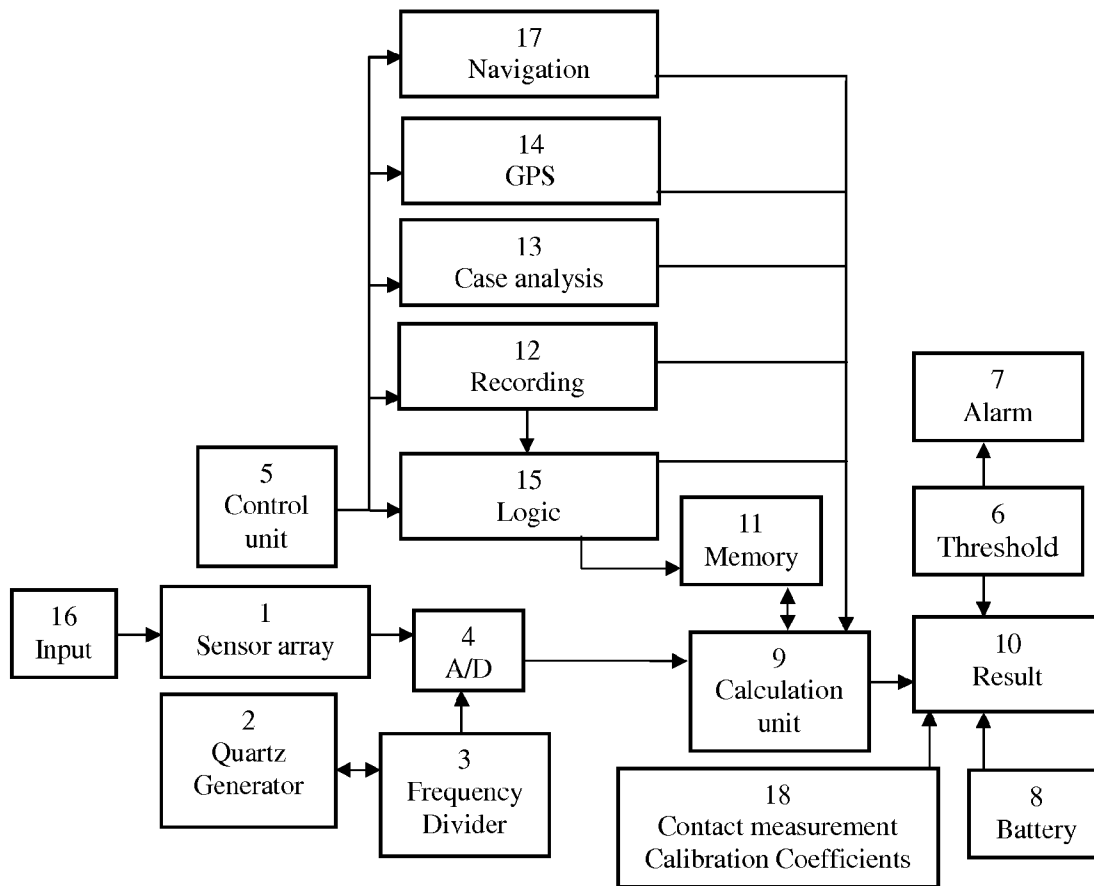 17
Navigation
14
GPS
13
Case analysis
12
Recording
7
Alarm
5
Control
unit
15
Logic
11
Memory
6
Threshold
16
Input
1
Sensor array
4
A/D
9
Calculation
unit
10
Result
2
Quartz
Generator
3
Frequency
Divider
18
Contact measurement
Calibration Coefficients
8
Battery